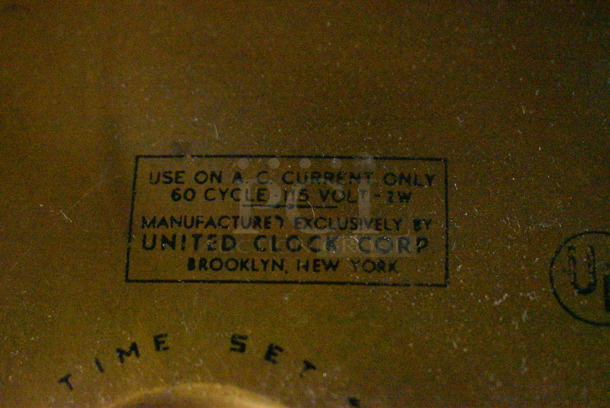 USE ON A.C. CURRENT ONLY
60 CYCLE 115 VOLT - 2W
MANUFACTURED EXCLUSIVELY BY
UNITED CLOCK CORP
BROOKLYN, NEW YORK
U
TIME SET